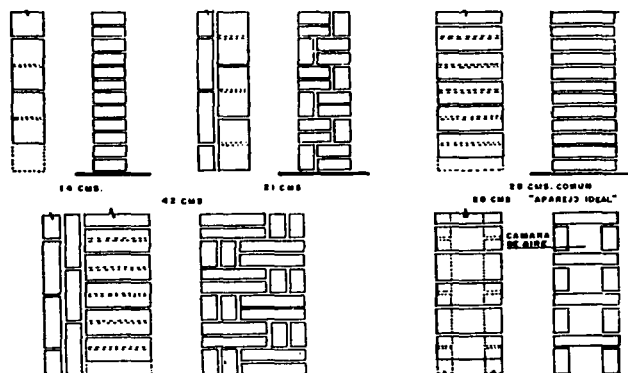 14 CMS.
21 CMS
28 CMS. COMUN
42 CMS
28 CMS "APAREJO IDEAL"
CAMARA
DE AIRE